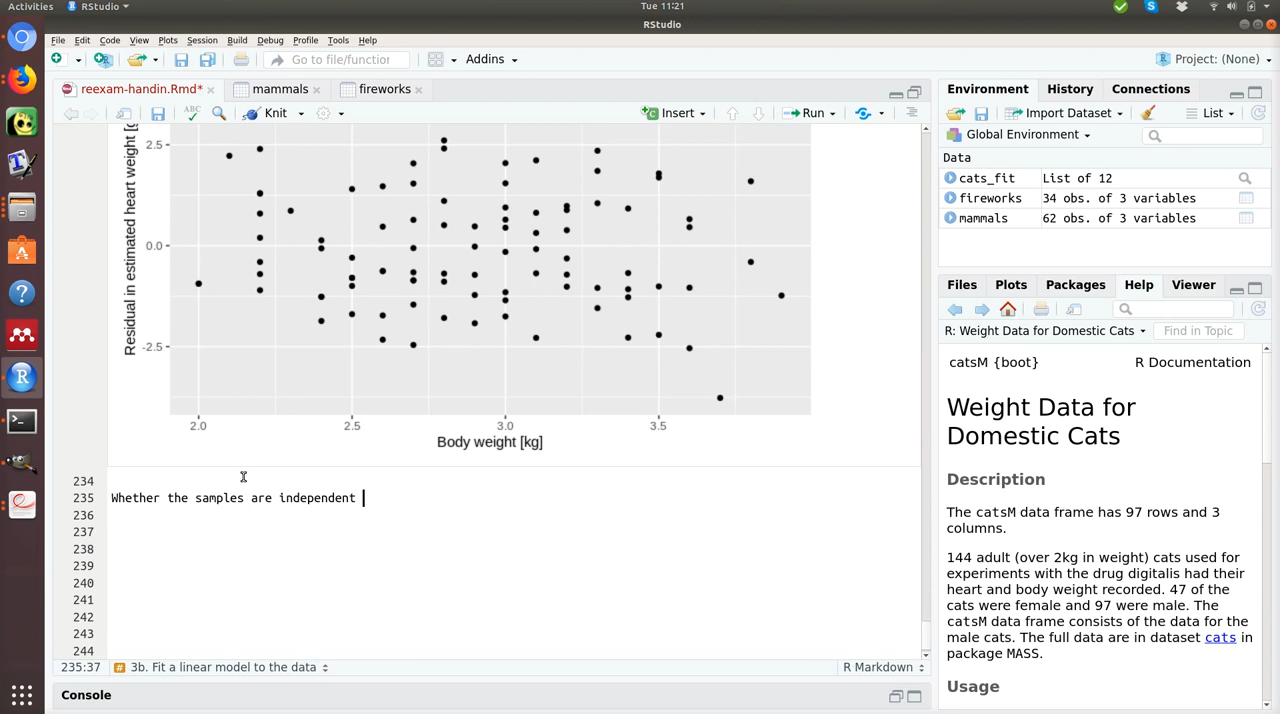 Activities RStudio Tue 11:21
RStudio
File Edit Code View Plots Session Build Debug Profile Tools Help
Go to file/function Addins Project: (None)
reexam-handin.Rmd* mammals fireworks
ABC Knit Insert Run
Residual in estimated heart weight [g
2.5
0.0
-2.5
2.0 2.5 3.0 3.5
Body weight [kg]
234
235 Whether the samples are independent
236
237
238
239
240
241
242
243
244
235:37 # 3b. Fit a linear model to the data R Markdown
Console
Environment History Connections
Import Dataset List
Global Environment
Data
cats_fit List of 12
fireworks 34 obs. of 3 variables
mammals 62 obs. of 3 variables
Files Plots Packages Help Viewer
R: Weight Data for Domestic Cats Find in Topic
catsM {boot} R Documentation
Weight Data for
Domestic Cats
Description
The catsM data frame has 97 rows and 3
columns.
144 adult (over 2kg in weight) cats used for
experiments with the drug digitalis had their
heart and body weight recorded. 47 of the
cats were female and 97 were male. The
catsM data frame consists of the data for the
male cats. The full data are in dataset cats in
package MASS.
Usage